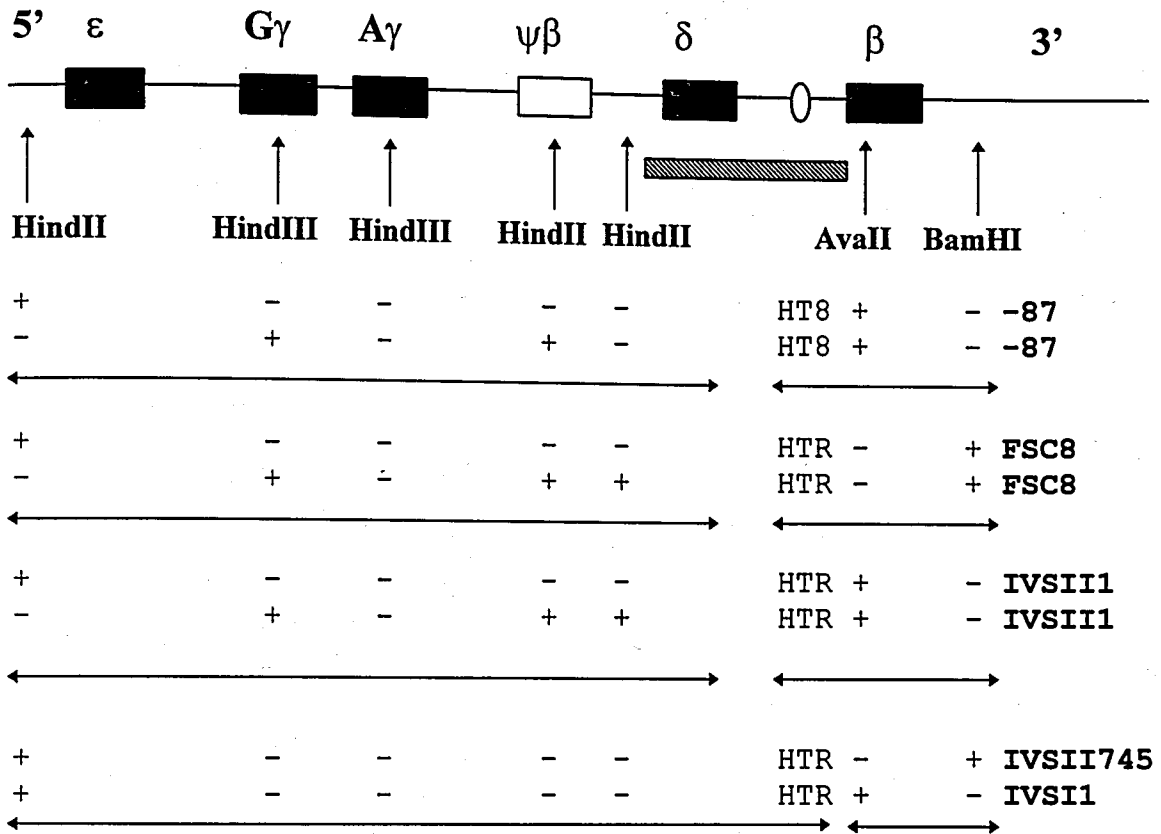 5’ ε Gγ Aγ ψβ δ β 3’
HindII HindIII HindIII HindII HindII AvaII BamHI
+ - - - - HT8 + - -87
- + - + - HT8 + - -87
+ - - - - HTR - + FSC8
- + - + + HTR - + FSC8
+ - - - - HTR + - IVSII1
- + - + + HTR + - IVSII1
+ - - - - HTR - + IVSII745
+ - - - - HTR + - IVSI1